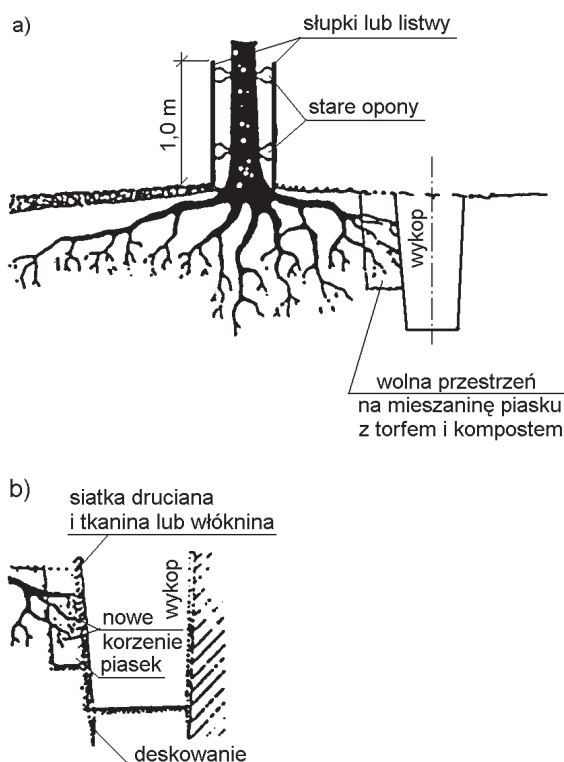 a)
słupki lub listwy
stare opony
1,0 m
wykop
wolna przestrzeń
na mieszaninę piasku
z torfem i kompostem
b)
siatka druciana
i tkanina lub włóknina
wykop
nowe
korzenie
piasek
deskowanie